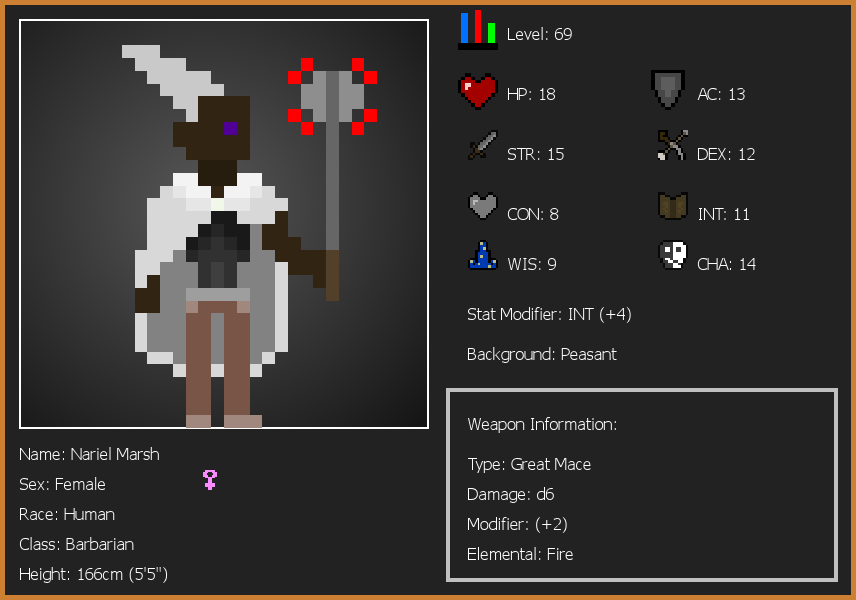 Level: 69
HP: 18
AC: 13
STR: 15
DEX: 12
CON: 8
INT: 11
WIS: 9
CHA: 14
Stat Modifier: INT (+4)
Background: Peasant
Weapon Information:
Type: Great Mace
Damage: d6
Modifier: (+2)
Elemental: Fire
Name: Nariel Marsh
Sex: Female
Race: Human
Class: Barbarian
Height: 166cm (5'5")